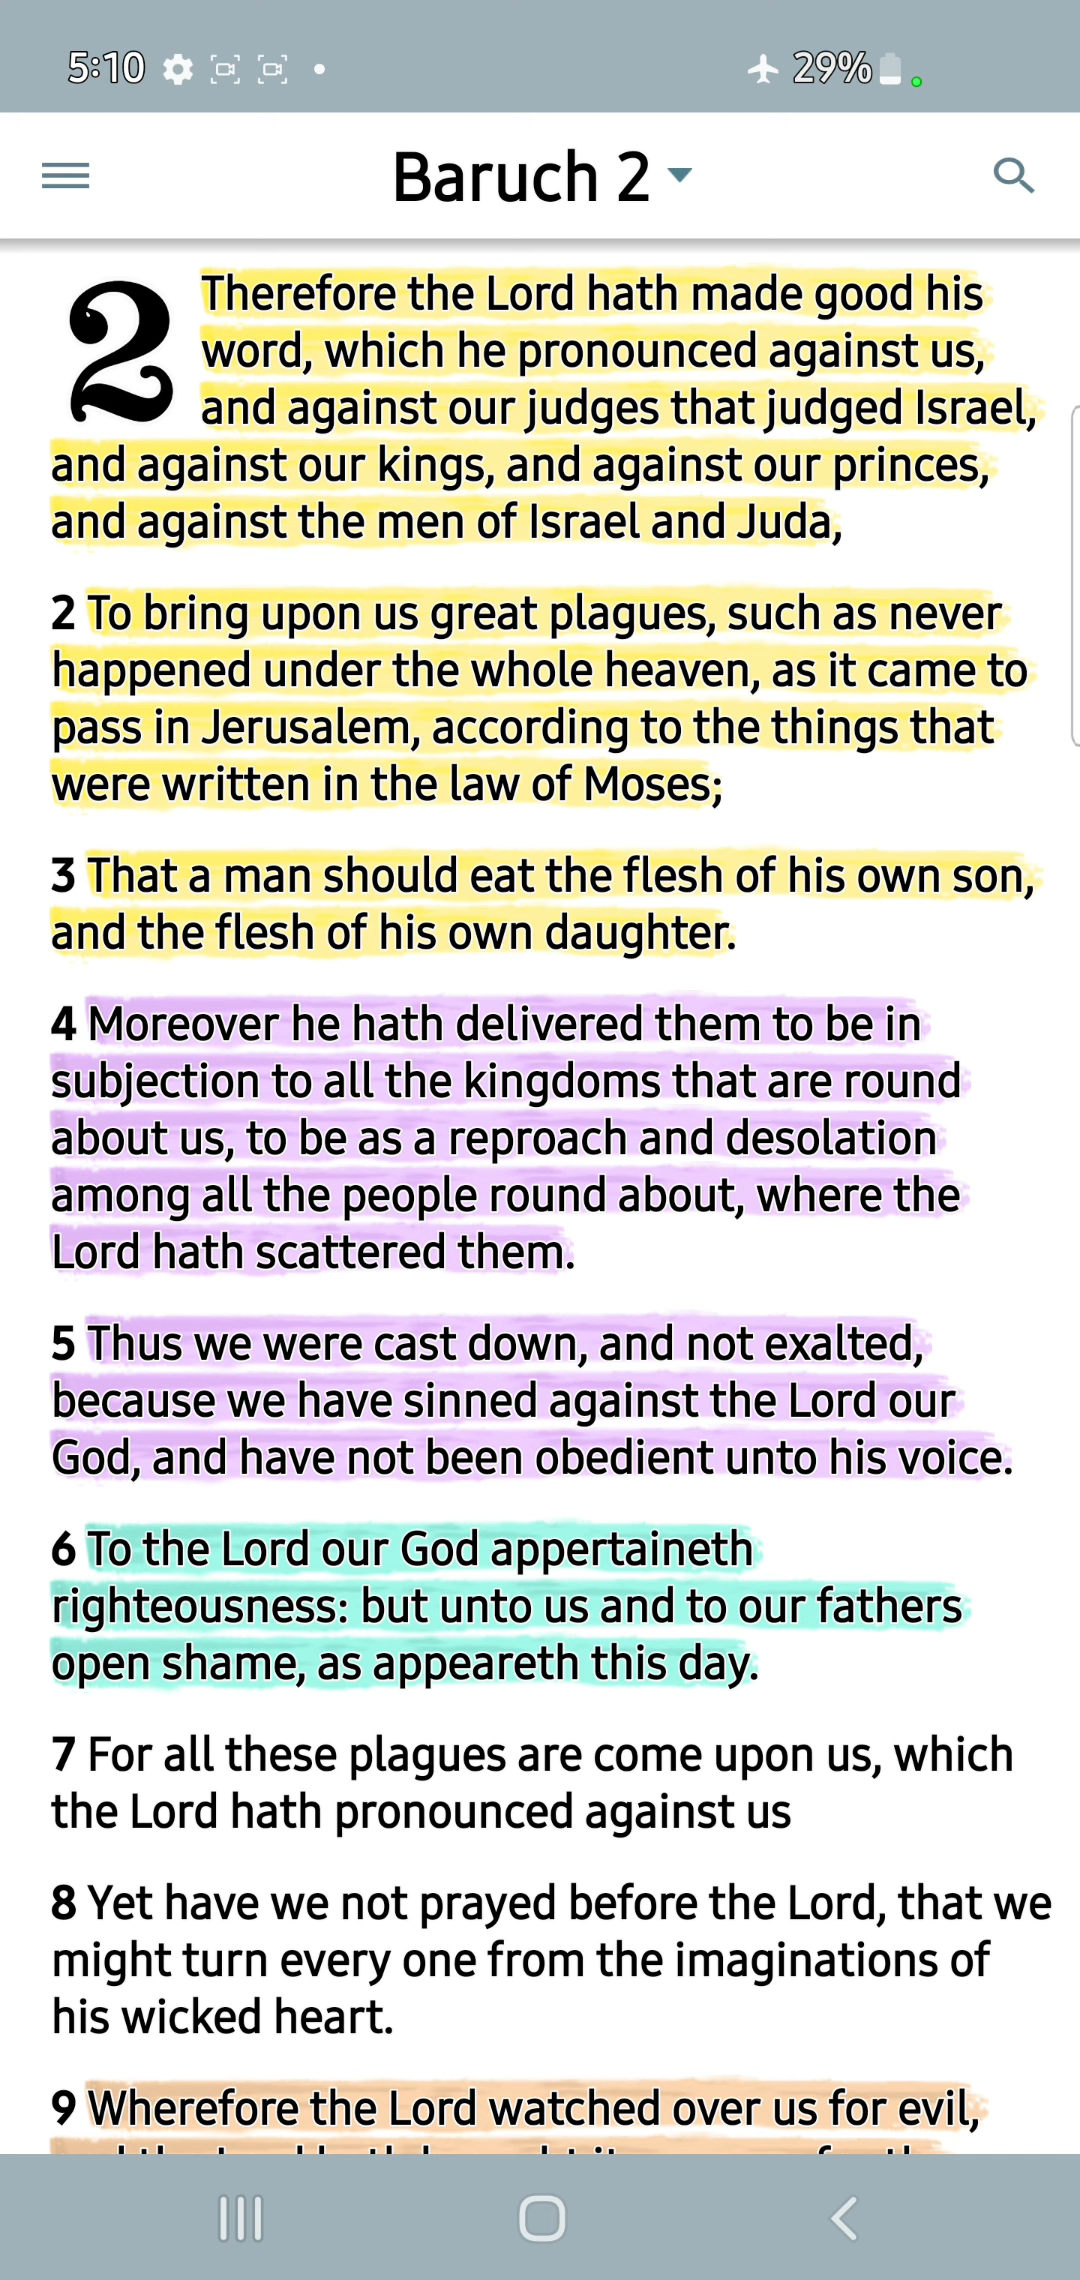 5:10
29%
Baruch 2
2 Therefore the Lord hath made good his
word, which he pronounced against us,
and against our judges that judged Israel,
and against our kings, and against our princes,
and against the men of Israel and Juda,
2 To bring upon us great plagues, such as never
happened under the whole heaven, as it came to
pass in Jerusalem, according to the things that
were written in the law of Moses;
3 That a man should eat the flesh of his own son,
and the flesh of his own daughter.
4 Moreover he hath delivered them to be in
subjection to all the kingdoms that are round
about us, to be as a reproach and desolation
among all the people round about, where the
Lord hath scattered them.
5 Thus we were cast down, and not exalted,
because we have sinned against the Lord our
God, and have not been obedient unto his voice.
6 To the Lord our God appertaineth
righteousness: but unto us and to our fathers
open shame, as appeareth this day.
7 For all these plagues are come upon us, which
the Lord hath pronounced against us
8 Yet have we not prayed before the Lord, that we
might turn every one from the imaginations of
his wicked heart.
9 Wherefore the Lord watched over us for evil,